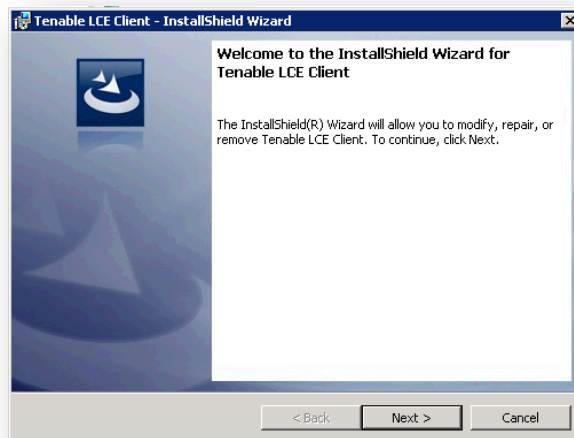 Tenable LCE Client - InstallShield Wizard
Welcome to the InstallShield Wizard for
Tenable LCE Client
The InstallShield(R) Wizard will allow you to modify, repair, or
remove Tenable LCE Client. To continue, click Next.
< Back
Next >
Cancel